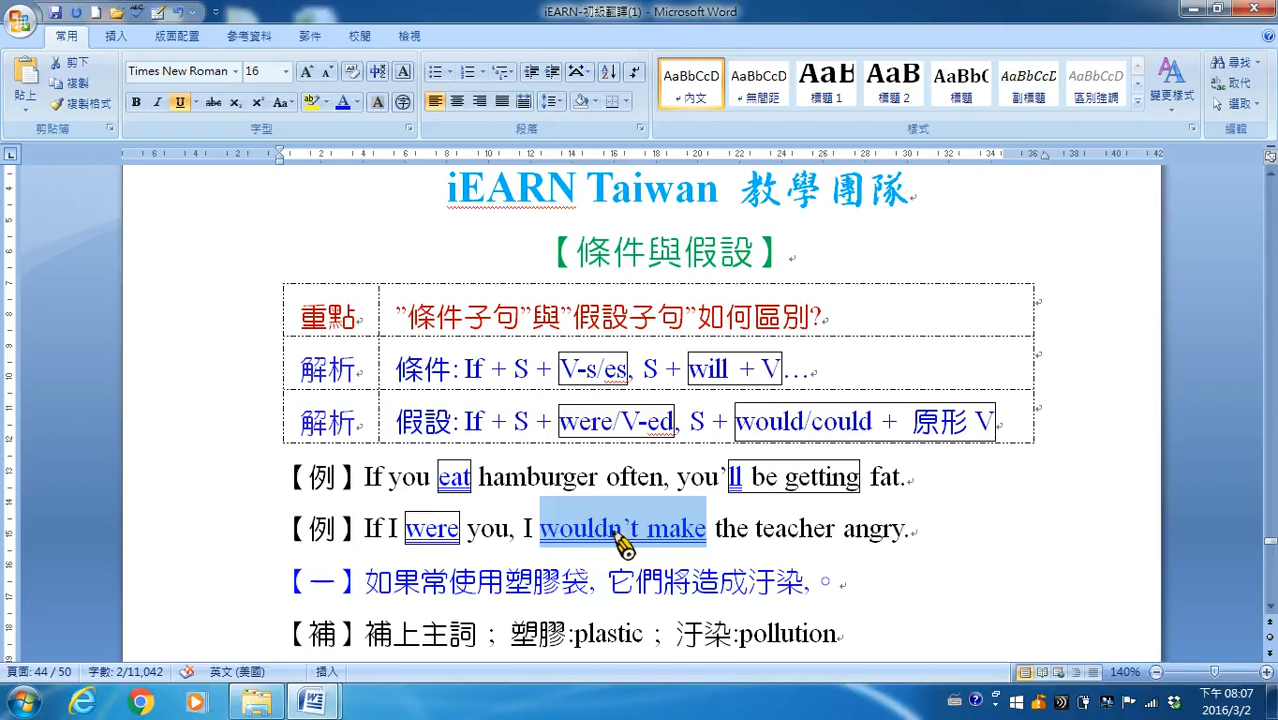 iEARN-初級翻譯(1) - Microsoft Word
常用 插入 版面配置 參考資料 郵件 校閱 檢視
貼上 剪下 複製 複製格式 剪貼簿
Times New Roman 16
B I U abc x₂ x² Aa A
字型
段落
AaBbCcD AaBbCcD AaBbC AaBb AaBbC AaBbCcD AaBbCcD
內文 無間距 標題 1 標題 2 標題 副標題 區別強調
變更樣式
樣式
尋找 取代 選取 編輯
iEARN Taiwan 教學團隊
【條件與假設】
重點 ”條件子句”與”假設子句”如何區別?
解析 條件: If + S + V-s/es, S + will + V…
解析 假設: If + S + were/V-ed, S + would/could + 原形 V
【例】If you eat hamburger often, you’ll be getting fat.
【例】If I were you, I wouldn’t make the teacher angry.
【一】如果常使用塑膠袋, 它們將造成汙染,。
【補】補上主詞 ; 塑膠:plastic ; 汙染:pollution
頁面: 44 / 50 字數: 2/11,042 英文 (美國) 插入 140%
下午 08:07
2016/3/2